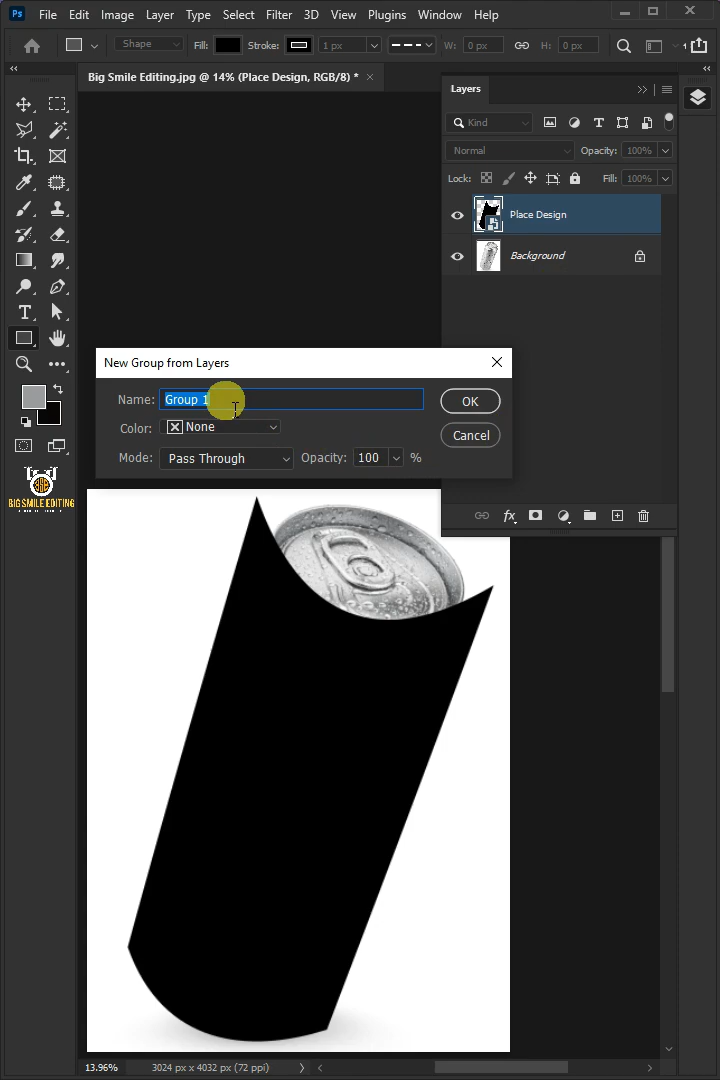 Ps File Edit Image Layer Type Select Filter 3D View Plugins Window Help
Shape Fill: Stroke: 1 px W: 0 px H: 0 px
Big Smile Editing.jpg @ 14% (Place Design, RGB/8) *
Layers
Kind
Normal Opacity: 100%
Lock: Fill: 100%
Place Design
Background
New Group from Layers
Name: Group 1 OK
Color: None Cancel
Mode: Pass Through Opacity: 100 %
BIG SMILE EDITING
13.96% 3024 px x 4032 px (72 ppi)